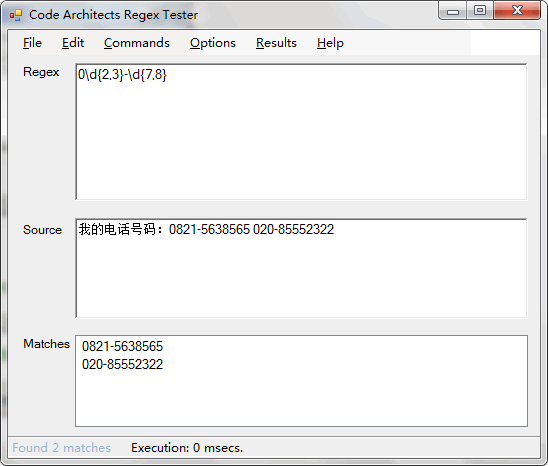 Code Architects Regex Tester
File Edit Commands Options Results Help
Regex
0\d{2,3}-\d{7,8}
Source
我的电话号码：0821-5638565 020-85552322
Matches
0821-5638565
020-85552322
Found 2 matches Execution: 0 msecs.